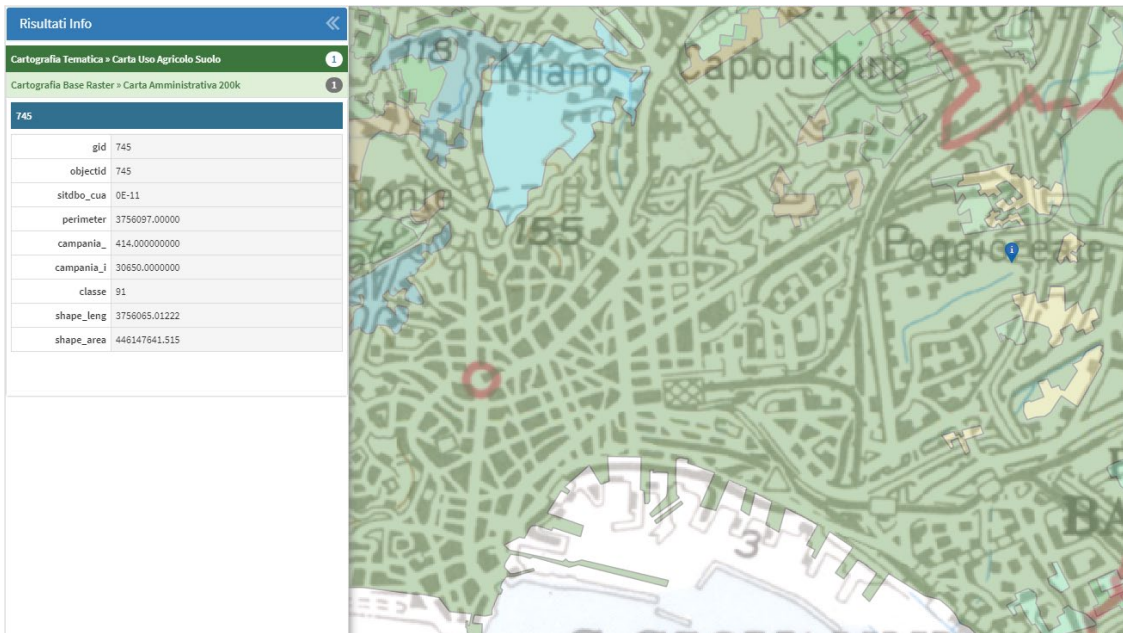 Risultati Info
Cartografia Tematica » Carta Uso Agricolo Suolo 1
Cartografia Base Raster » Carta Amministrativa 200k 1
745
gid 745
objectid 745
sitdbo_cua 0E-11
perimeter 3756097.00000
campania_ 414.000000000
campania_i 30650.0000000
classe 91
shape_leng 3756065.01222
shape_area 446147641.515
118
Miano
Capodichino
155
3
BA